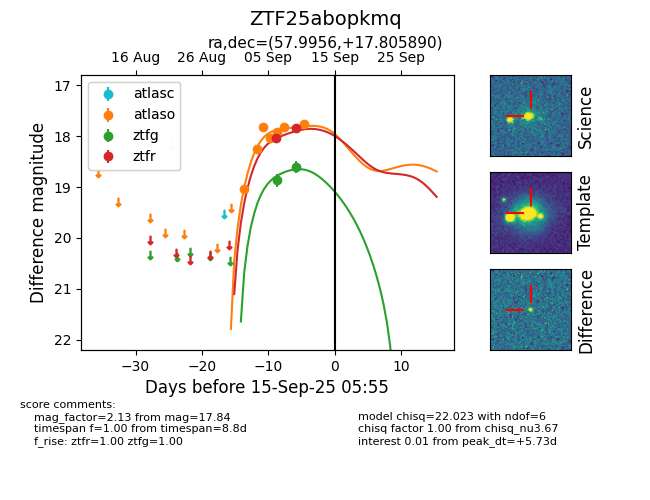 ZTF25abopkmq
ra,dec=(57.9956,+17.805890)
16 Aug 26 Aug 05 Sep 15 Sep 25 Sep
17
18
19
20
21
22
Difference magnitude
atlasc
atlaso
ztfg
ztfr
−30 −20 −10 0 10
Days before 15-Sep-25 05:55
Science
Template
Difference
score comments:
mag_factor=2.13 from mag=17.84
timespan f=1.00 from timespan=8.8d
f_rise: ztfr=1.00 ztfg=1.00
model chisq=22.023 with ndof=6
chisq factor 1.00 from chisq_nu3.67
interest 0.01 from peak_dt=+5.73d